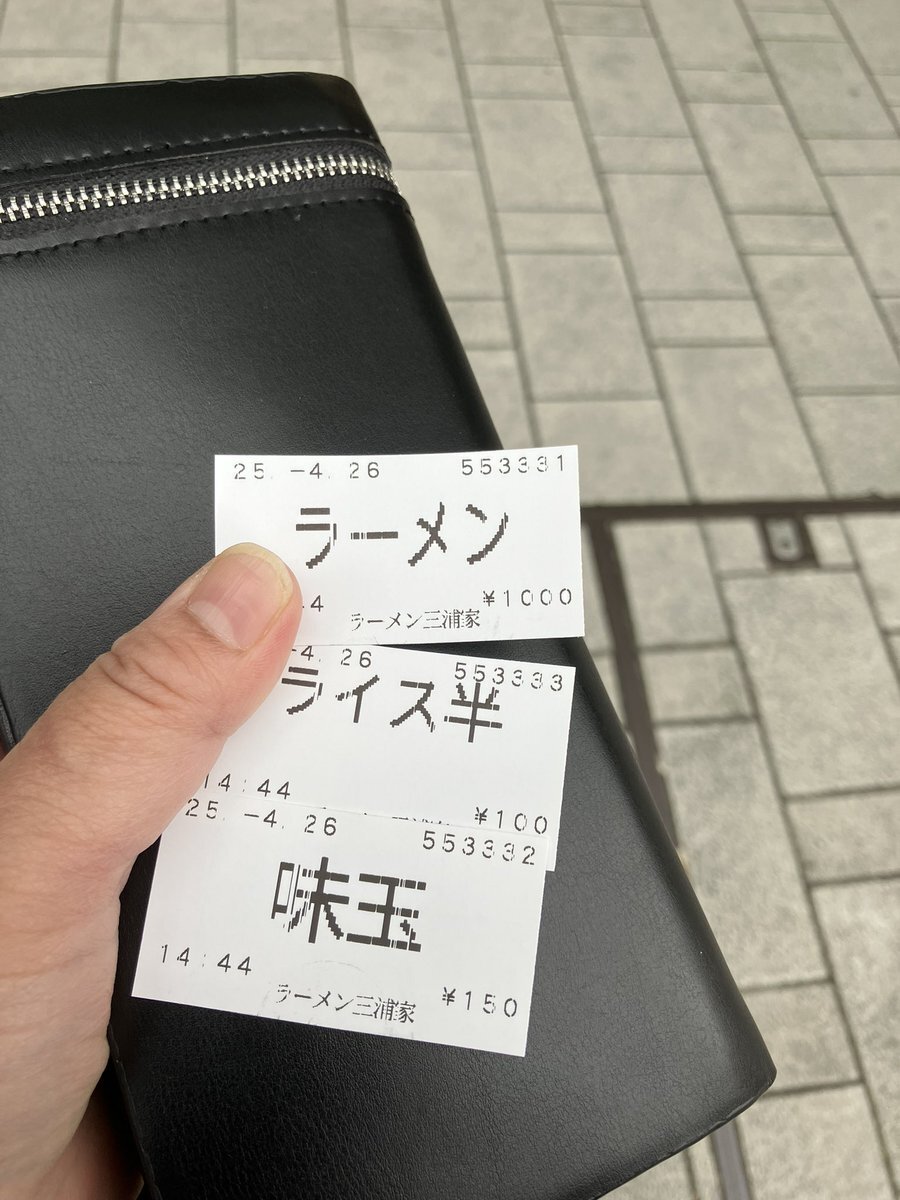 25. -4. 26 553331
ラーメン
4 ¥1000
ラーメン三浦家
-4. 26 553333
ライス半
14:44 ¥100
25. -4. 26 553332
味玉
14:44
ラーメン三浦家 ¥150